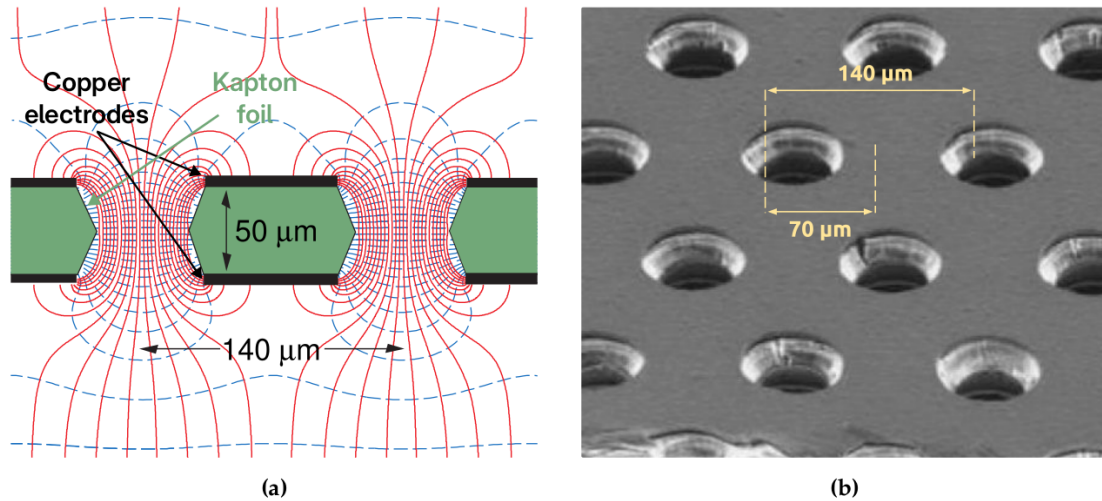 Copper
electrodes
Kapton
foil
50 μm
140 μm
(a)
140 μm
70 μm
(b)